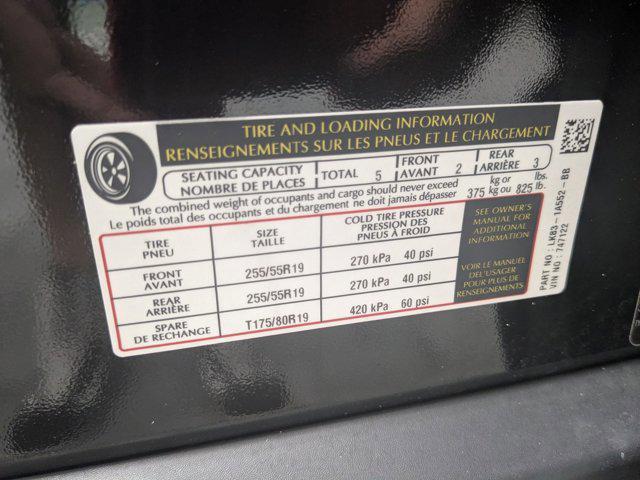 TIRE AND LOADING INFORMATION
RENSEIGNEMENTS SUR LES PNEUS ET LE CHARGEMENT
SEATING CAPACITY
NOMBRE DE PLACES
TOTAL 5
FRONT
AVANT 2
REAR
ARRIÈRE 3
The combined weight of occupants and cargo should never exceed 375 kg or 825 lbs.
Le poids total des occupants et du chargement ne doit jamais dépasser kg ou lb.
TIRE
PNEU
SIZE
TAILLE
COLD TIRE PRESSURE
PRESSION DES
PNEUS À FROID
FRONT
AVANT
255/55R19
270 kPa 40 psi
REAR
ARRIÈRE
255/55R19
270 kPa 40 psi
SPARE
DE RECHANGE
T175/80R19
420 kPa 60 psi
SEE OWNER'S
MANUAL FOR
ADDITIONAL
INFORMATION
VOIR LE MANUEL
DE L'USAGER
POUR PLUS DE
RENSEIGNEMENTS
PART NO : LKB3-1A552-BB
VIN NO : 747122